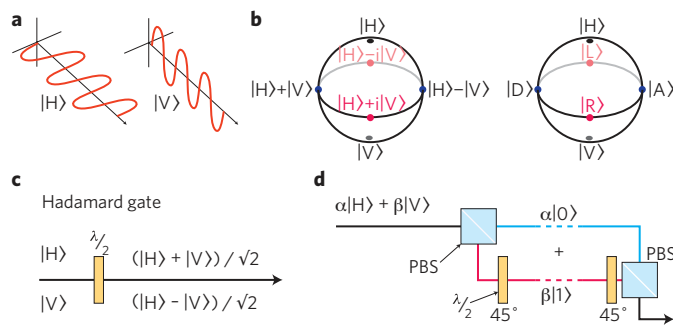 a
|H⟩
|V⟩
b
|H⟩
|H⟩−i|V⟩
|H⟩+|V⟩
|H⟩−|V⟩
|H⟩+i|V⟩
|V⟩
|H⟩
|L⟩
|D⟩
|A⟩
|R⟩
|V⟩
c
Hadamard gate
λ/2
|H⟩
(|H⟩ + |V⟩) / √2
|V⟩
(|H⟩ − |V⟩) / √2
d
α|H⟩ + β|V⟩
α|0⟩
PBS
+
PBS
β|1⟩
λ/2
45°
45°